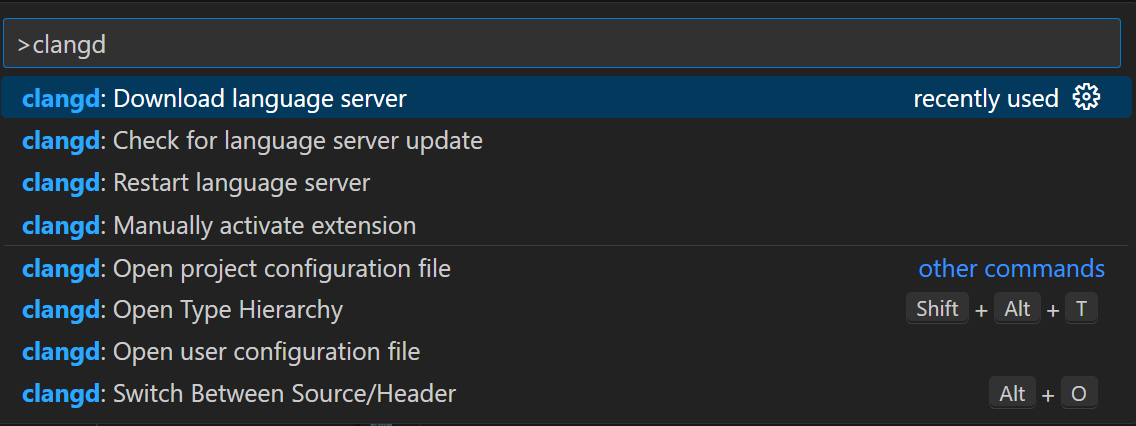 >clangd
clangd: Download language server recently used
clangd: Check for language server update
clangd: Restart language server
clangd: Manually activate extension
clangd: Open project configuration file other commands
clangd: Open Type Hierarchy Shift + Alt + T
clangd: Open user configuration file
clangd: Switch Between Source/Header Alt + O